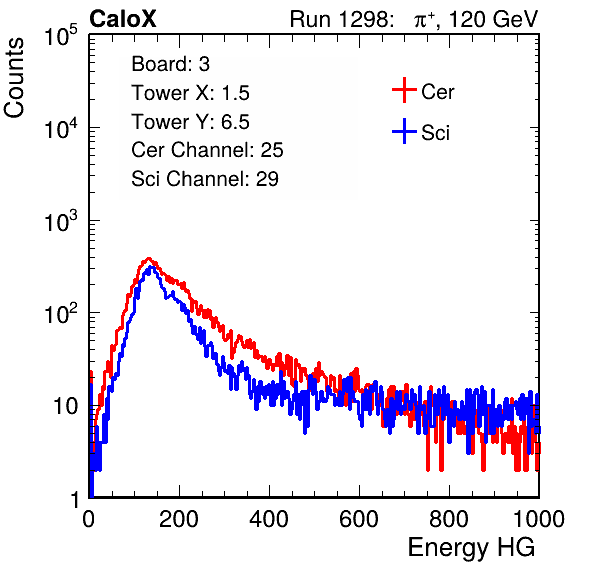 CaloX Run 1298: π⁺, 120 GeV
Counts
10⁵
10⁴
10³
10²
10
1
Board: 3
Tower X: 1.5
Tower Y: 6.5
Cer Channel: 25
Sci Channel: 29
Cer
Sci
0 200 400 600 800 1000
Energy HG